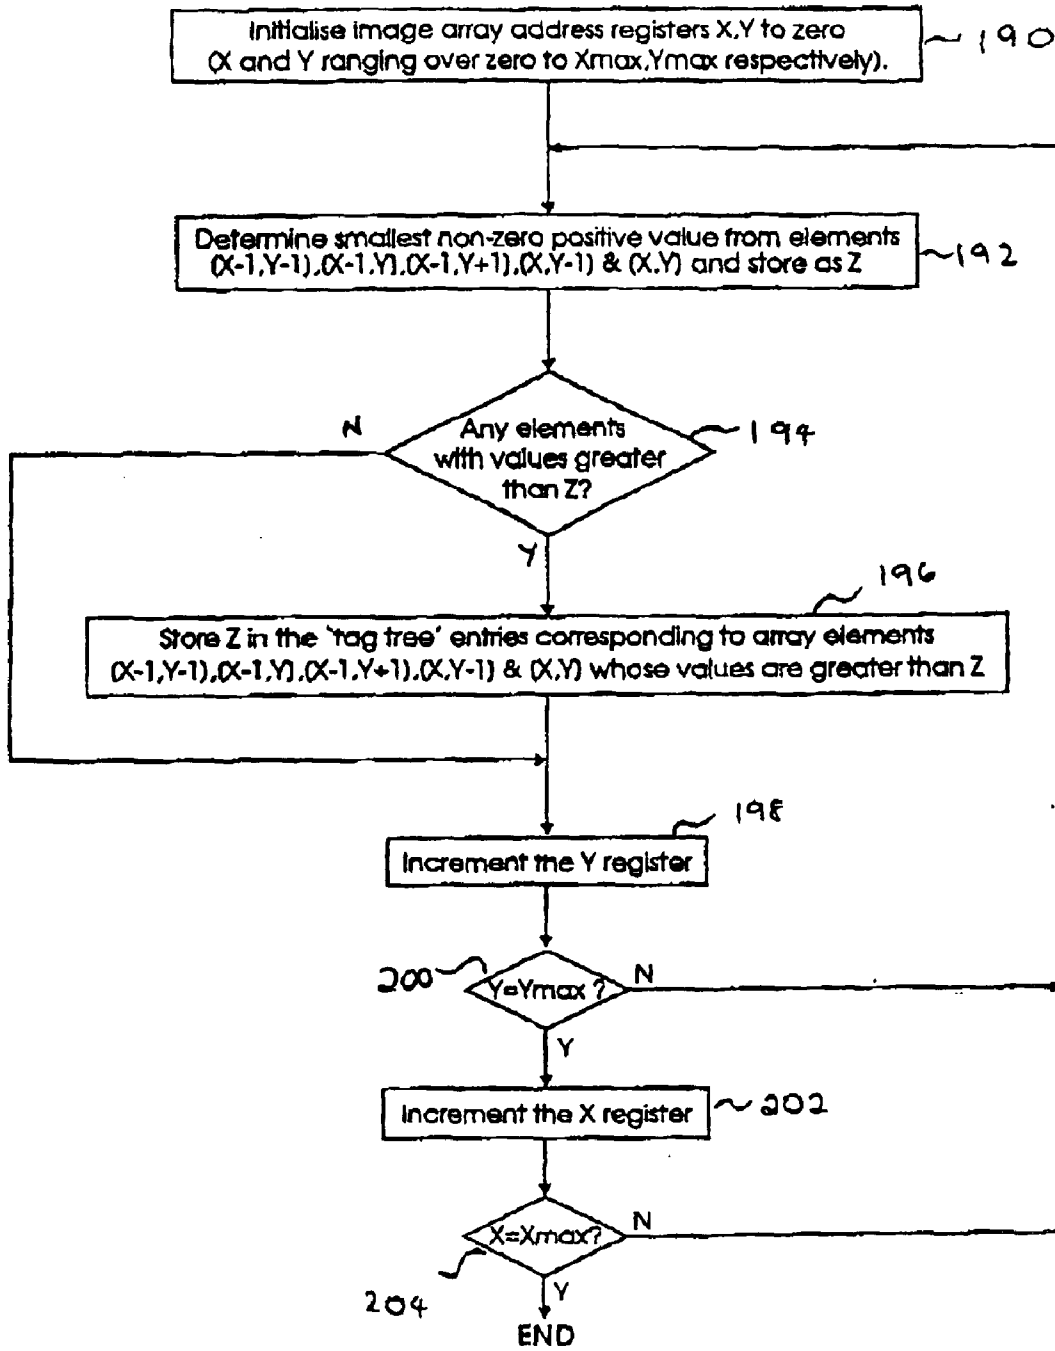 Initialise image array address registers X,Y to zero
(X and Y ranging over zero to Xmax,Ymax respectively).
190
Determine smallest non-zero positive value from elements
(X-1,Y-1),(X-1,Y),(X-1,Y+1),(X,Y-1) & (X,Y) and store as Z
192
N
Any elements
with values greater
than Z?
194
Y
196
Store Z in the 'tag tree' entries corresponding to array elements
(X-1,Y-1),(X-1,Y),(X-1,Y+1),(X,Y-1) & (X,Y) whose values are greater than Z
198
Increment the Y register
200
Y=Ymax ?
N
Y
Increment the X register
202
X=Xmax?
N
204
Y
END